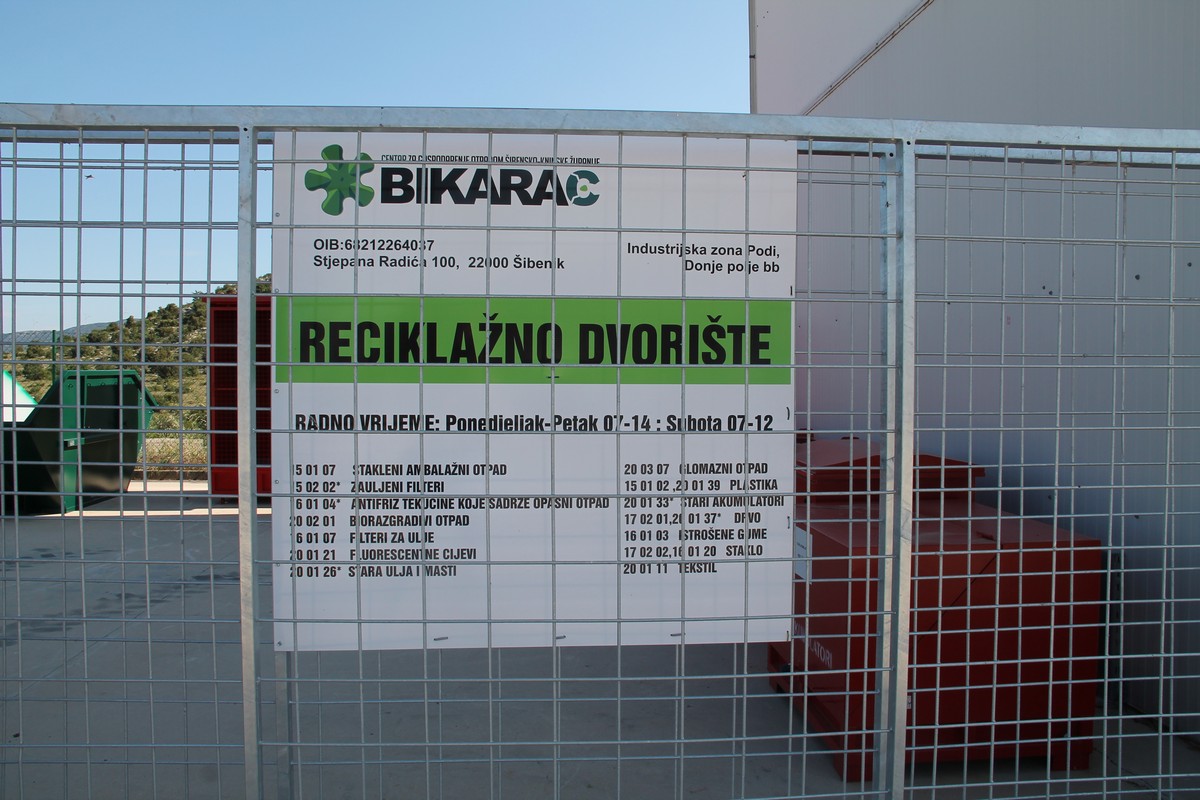 CENTAR ZA GOSPODARENJE OTPADOM ŠIBENSKO-KNINSKE ŽUPANIJE
BIKARAC
OIB:68212264037
Stjepana Radića 100, 22000 Šibenik
Industrijska zona Podi,
Donje polje bb
RECIKLAŽNO DVORIŠTE
RADNO VRIJEME: Ponedjeljak-Petak 07-14 ; Subota 07-12
15 01 07 STAKLENI AMBALAŽNI OTPAD
15 02 02* ZAULJENI FILTERI
16 01 04* ANTIFRIZ TEKUCINE KOJE SADRZE OPASNI OTPAD
20 02 01 BIORAZGRADIVI OTPAD
16 01 07 FILTERI ZA ULJE
20 01 21 FLUORESCENTNE CIJEVI
20 01 26* STARA ULJA I MASTI
20 03 07 GLOMAZNI OTPAD
15 01 02 ,20 01 39 PLASTIKA
20 01 33* STARI AKUMULATORI
17 02 01,20 01 37* DRVO
16 01 03 ISTROŠENE GUME
17 02 02,16 01 20 STAKLO
20 01 11 TEKSTIL